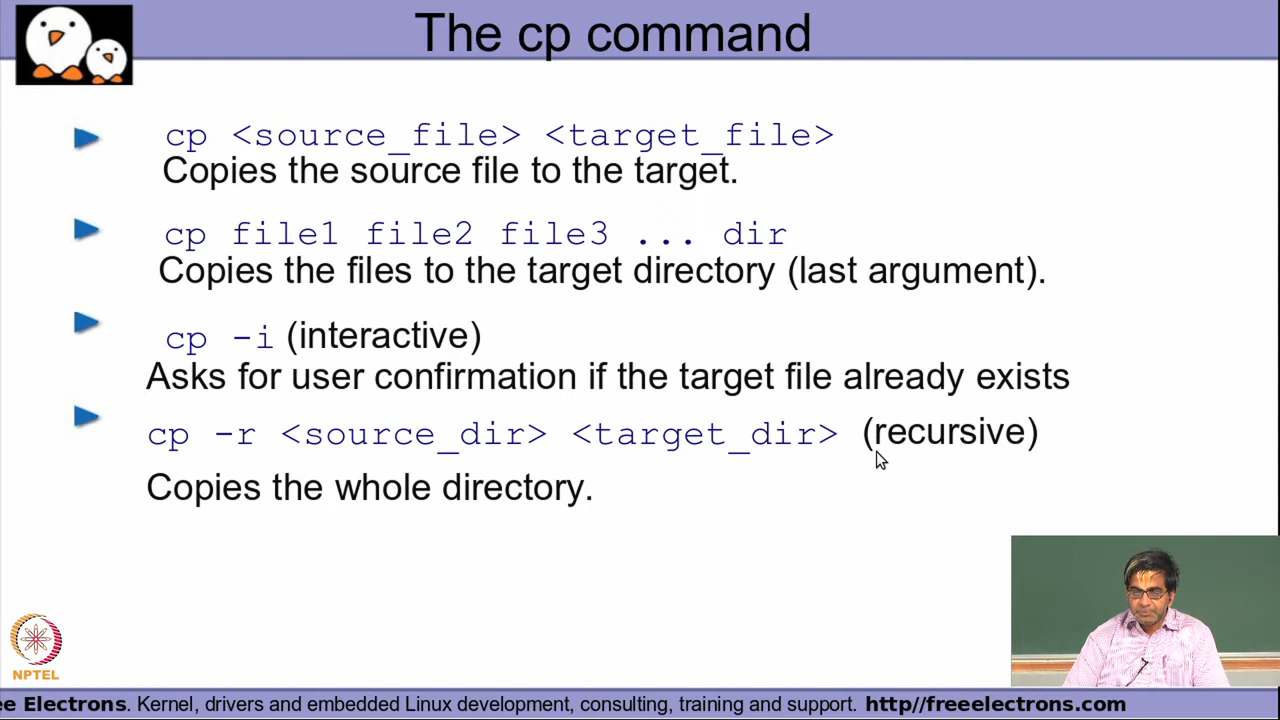 The cp command
cp <source_file> <target_file>
Copies the source file to the target.
cp file1 file2 file3 ... dir
Copies the files to the target directory (last argument).
cp -i (interactive)
Asks for user confirmation if the target file already exists
cp -r <source_dir> <target_dir> (recursive)
Copies the whole directory.
NPTEL
ee Electrons. Kernel, drivers and embedded Linux development, consulting, training and support. http//freeelectrons.com